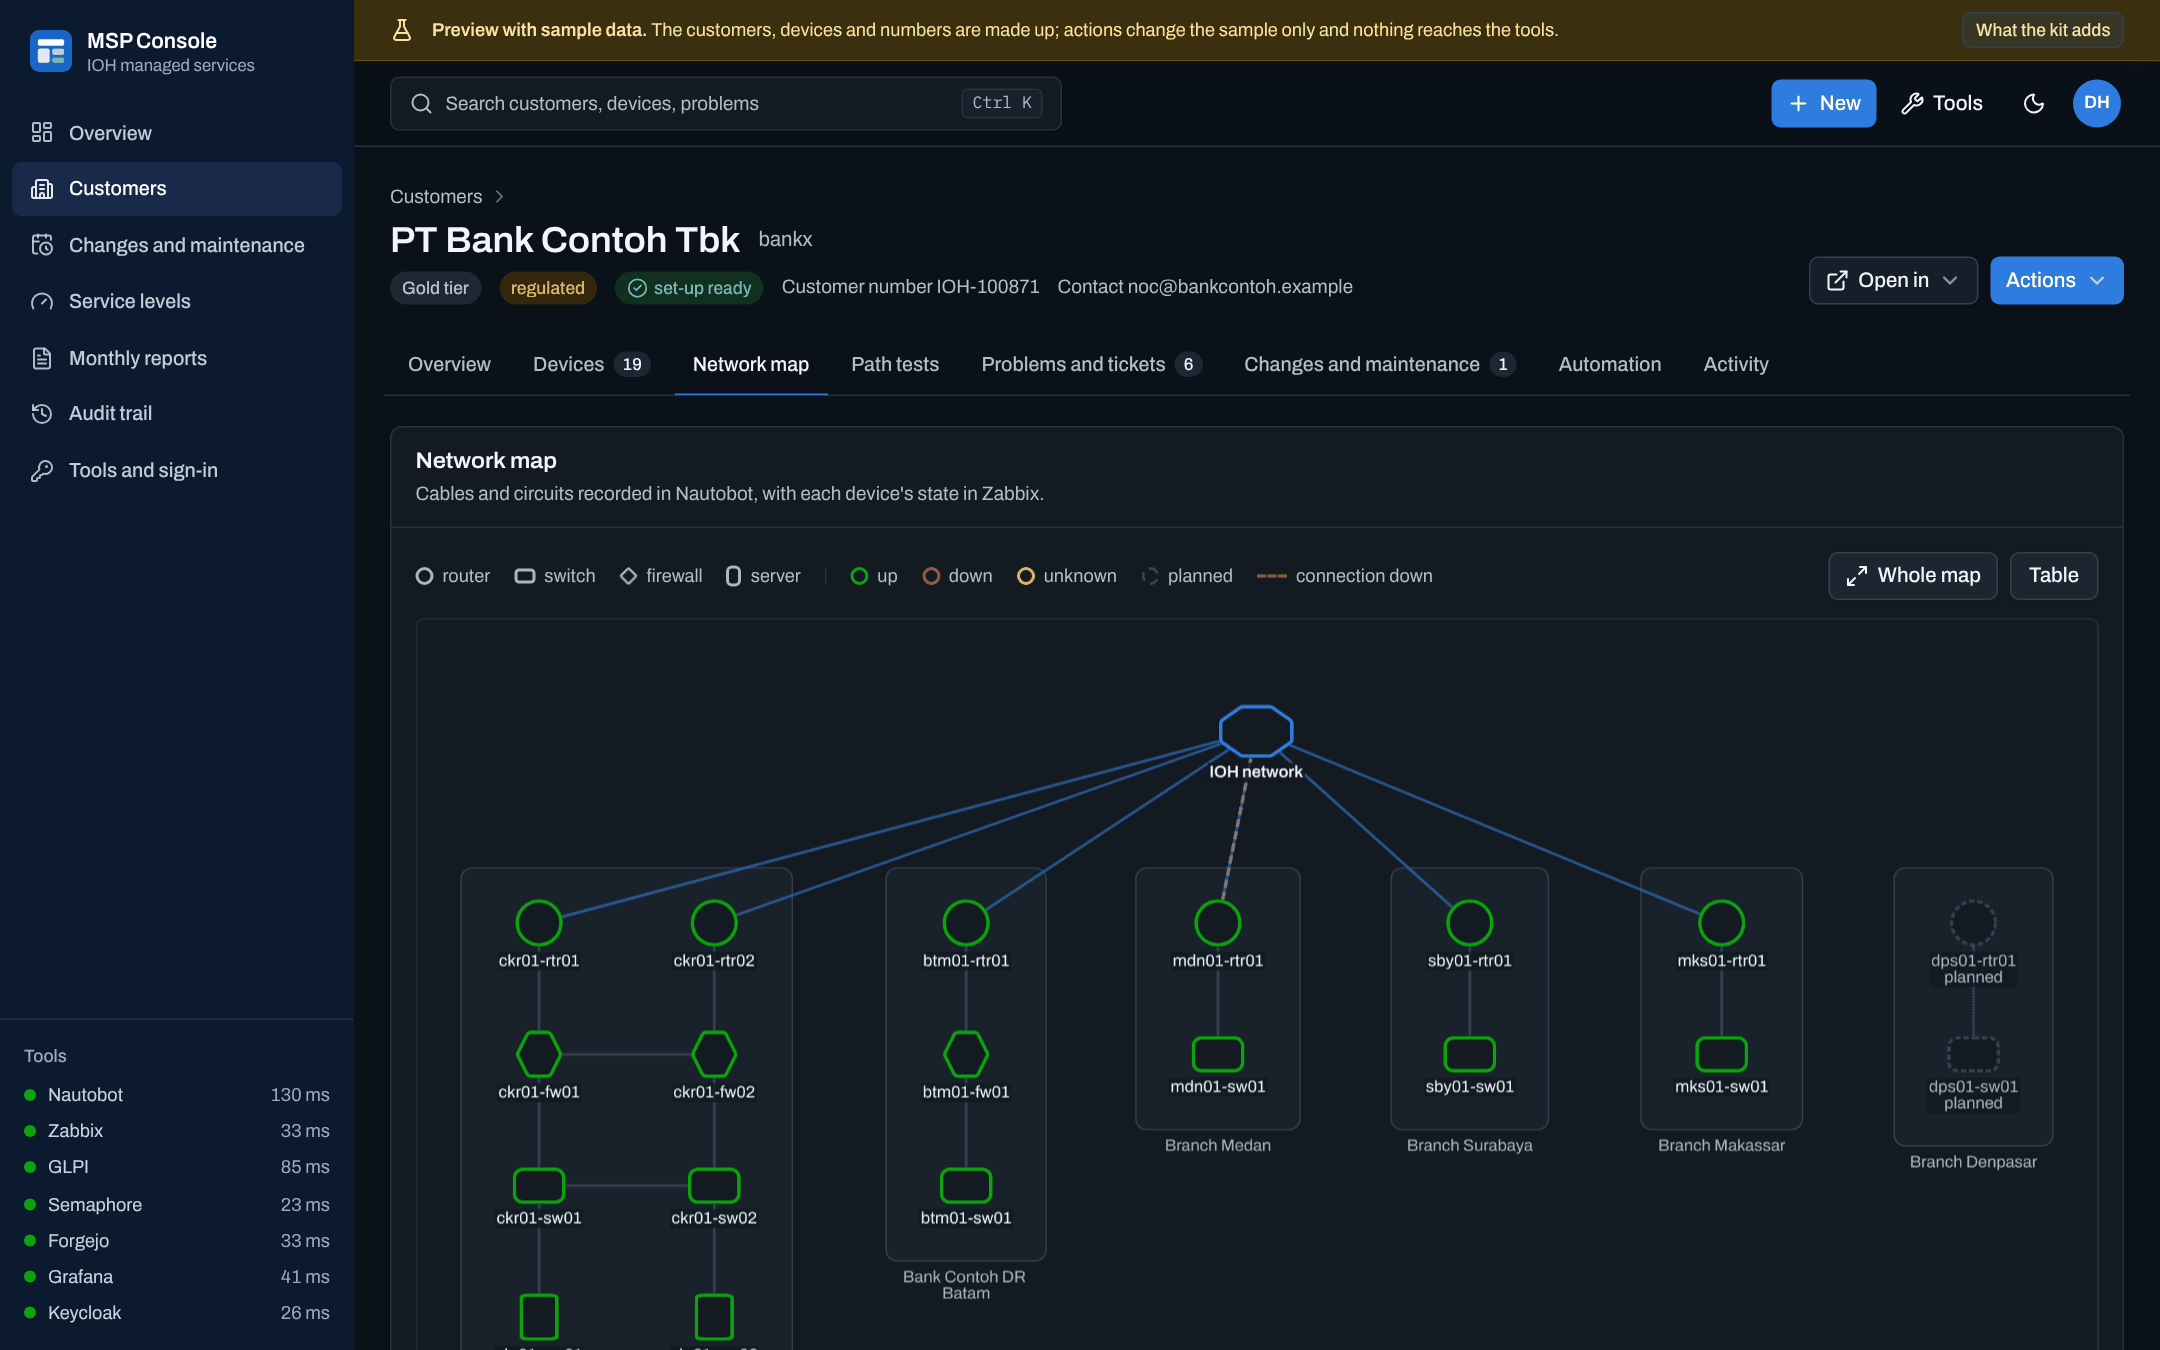 MSP Console
IOH managed services
Overview
Customers
Changes and maintenance
Service levels
Monthly reports
Audit trail
Tools and sign-in
Tools
Nautobot 130 ms
Zabbix 33 ms
GLPI 85 ms
Semaphore 23 ms
Forgejo 33 ms
Grafana 41 ms
Keycloak 26 ms
Preview with sample data. The customers, devices and numbers are made up; actions change the sample only and nothing reaches the tools.
What the kit adds
Search customers, devices, problems Ctrl K
New
Tools
DH
Customers
PT Bank Contoh Tbk bankx
Gold tier regulated set-up ready Customer number IOH-100871 Contact noc@bankcontoh.example
Open in
Actions
Overview Devices 19 Network map Path tests Problems and tickets 6 Changes and maintenance 1 Automation Activity
Network map
Cables and circuits recorded in Nautobot, with each device's state in Zabbix.
router switch firewall server up down unknown planned connection down
Whole map
Table
IOH network
ckr01-rtr01 ckr01-rtr02 btm01-rtr01 mdn01-rtr01 sby01-rtr01 mks01-rtr01 dps01-rtr01
planned
ckr01-fw01 ckr01-fw02 btm01-fw01 mdn01-sw01 sby01-sw01 mks01-sw01 dps01-sw01
planned
Branch Medan Branch Surabaya Branch Makassar Branch Denpasar
ckr01-sw01 ckr01-sw02 btm01-sw01
Bank Contoh DR
Batam